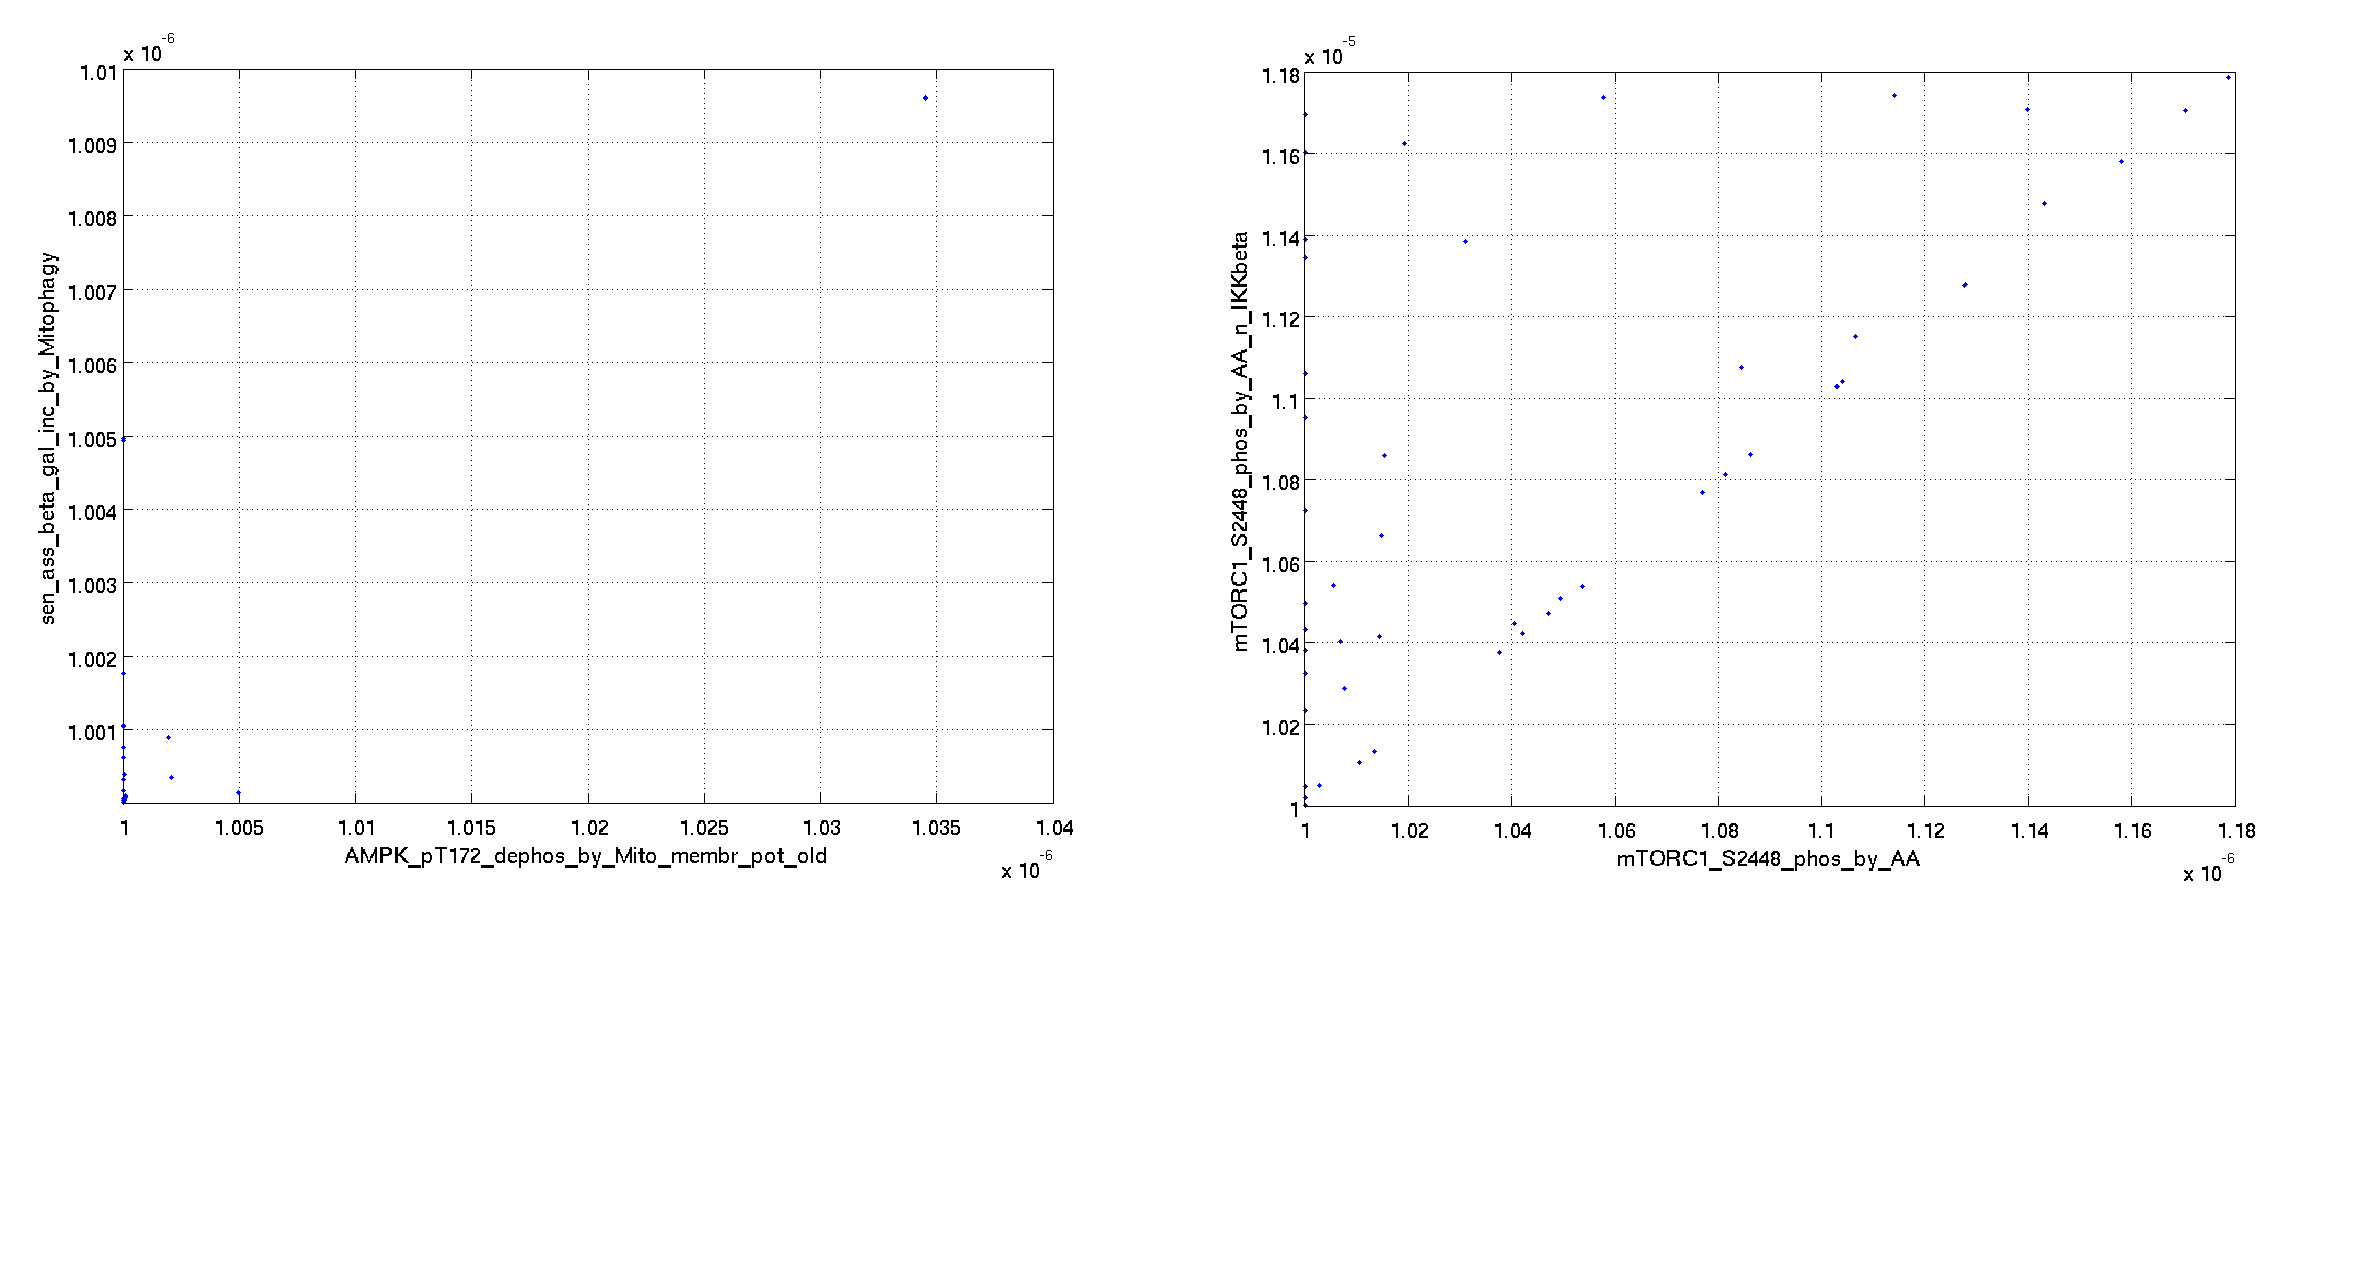 x 10-6
1.01
1.009
1.008
1.007
1.006
1.005
1.004
1.003
1.002
1.001
sen_ass_beta_gal_inc_by_Mitophagy
1 1.005 1.01 1.015 1.02 1.025 1.03 1.035 1.04
AMPK_pT172_dephos_by_Mito_membr_pot_old
x 10-6
x 10-5
1.18
1.16
1.14
1.12
1.1
1.08
1.06
1.04
1.02
1
mTORC1_S2448_phos_by_AA_n_IKKbeta
1 1.02 1.04 1.06 1.08 1.1 1.12 1.14 1.16 1.18
mTORC1_S2448_phos_by_AA
x 10-6